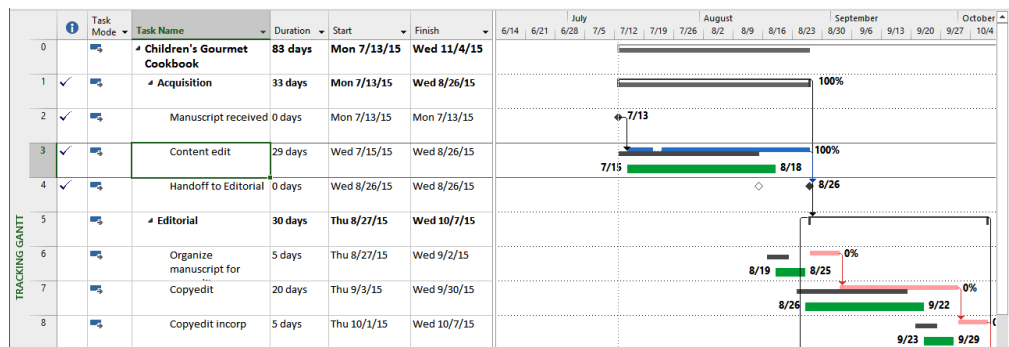 July August September October
Task Mode Task Name Duration Start Finish 6/14 6/21 6/28 7/5 7/12 7/19 7/26 8/2 8/9 8/16 8/23 8/30 9/6 9/13 9/20 9/27 10/4
0 Children's Gourmet Cookbook 83 days Mon 7/13/15 Wed 11/4/15
1 Acquisition 33 days Mon 7/13/15 Wed 8/26/15 100%
2 Manuscript received 0 days Mon 7/13/15 Mon 7/13/15 7/13
3 Content edit 29 days Wed 7/15/15 Wed 8/26/15 100%
7/15 8/18
4 Handoff to Editorial 0 days Wed 8/26/15 Wed 8/26/15 8/26
5 Editorial 30 days Thu 8/27/15 Wed 10/7/15
6 Organize manuscript for 5 days Thu 8/27/15 Wed 9/2/15 0%
8/19 8/25
7 Copyedit 20 days Thu 9/3/15 Wed 9/30/15 0%
8/26 9/22
8 Copyedit incorp 5 days Thu 10/1/15 Wed 10/7/15
9/23 9/29
TRACKING GANTT